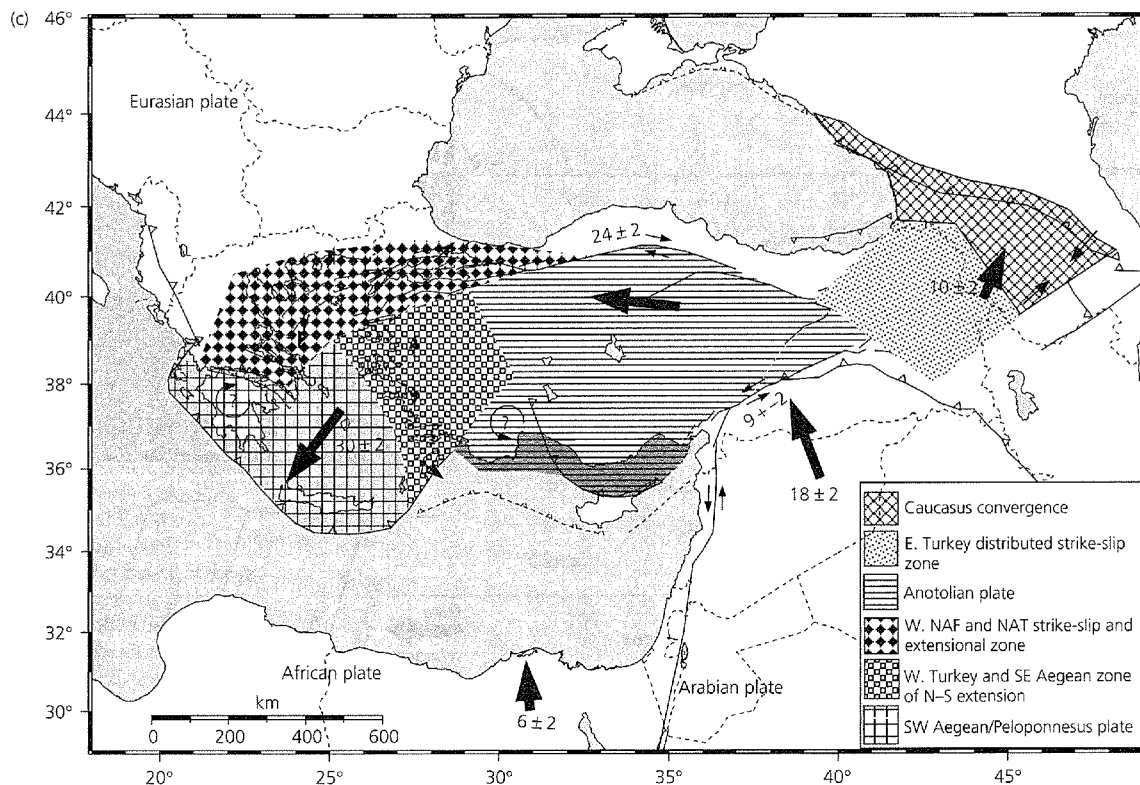 (c)
46°
44°
42°
40°
38°
36°
34°
33°
32°
31°
30°
Eurasian plate
24 ± 2
10 ± 2
?
?
30 ± 2
9 + 2
18 ± 2
African plate
6 ± 2
Arabian plate
km
0 200 400 600
Caucasus convergence
E. Turkey distributed strike-slip
zone
Anotolian plate
W. NAF and NAT strike-slip and
extensional zone
W. Turkey and SE Aegean zone
of N–S extension
SW Aegean/Peloponnesus plate
20° 25° 30° 35° 40° 45°